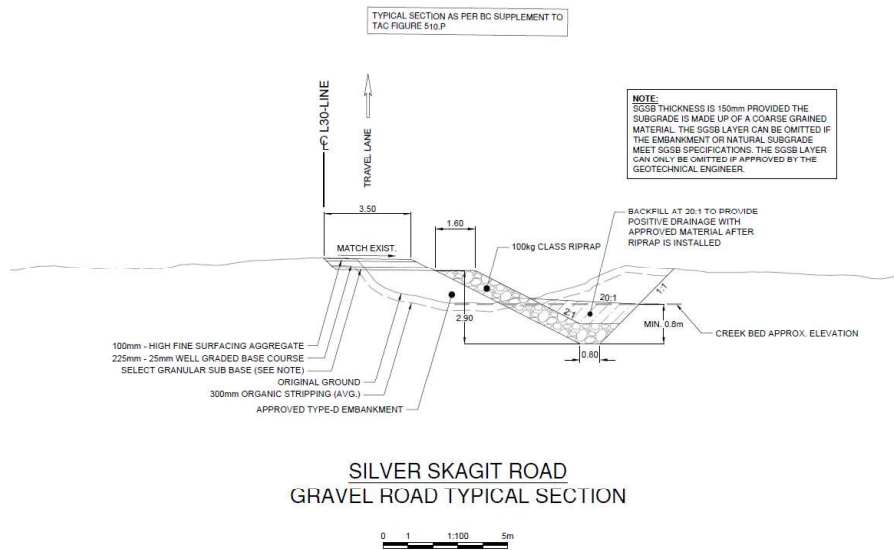 TYPICAL SECTION AS PER BC SUPPLEMENT TO
TAC FIGURE 510.P
℄ L30-LINE
TRAVEL LANE
NOTE:
SGSB THICKNESS IS 150mm PROVIDED THE
SUBGRADE IS MADE UP OF A COARSE GRAINED
MATERIAL. THE SGSB LAYER CAN BE OMITTED IF
THE EMBANKMENT OR NATURAL SUBGRADE
MEET SGSB SPECIFICATIONS. THE SGSB LAYER
CAN ONLY BE OMITTED IF APPROVED BY THE
GEOTECHNICAL ENGINEER.
3.50
1.60
MATCH EXIST.
100kg CLASS RIPRAP
BACKFILL AT 20:1 TO PROVIDE
POSITIVE DRAINAGE WITH
APPROVED MATERIAL AFTER
RIPRAP IS INSTALLED
1:1
20:1
2:1
2.90
MIN. 0.8m
CREEK BED APPROX. ELEVATION
0.80
100mm - HIGH FINE SURFACING AGGREGATE
225mm - 25mm WELL GRADED BASE COURSE
SELECT GRANULAR SUB BASE (SEE NOTE)
ORIGINAL GROUND
300mm ORGANIC STRIPPING (AVG.)
APPROVED TYPE-D EMBANKMENT
SILVER SKAGIT ROAD
GRAVEL ROAD TYPICAL SECTION
0 1 1:100 5m